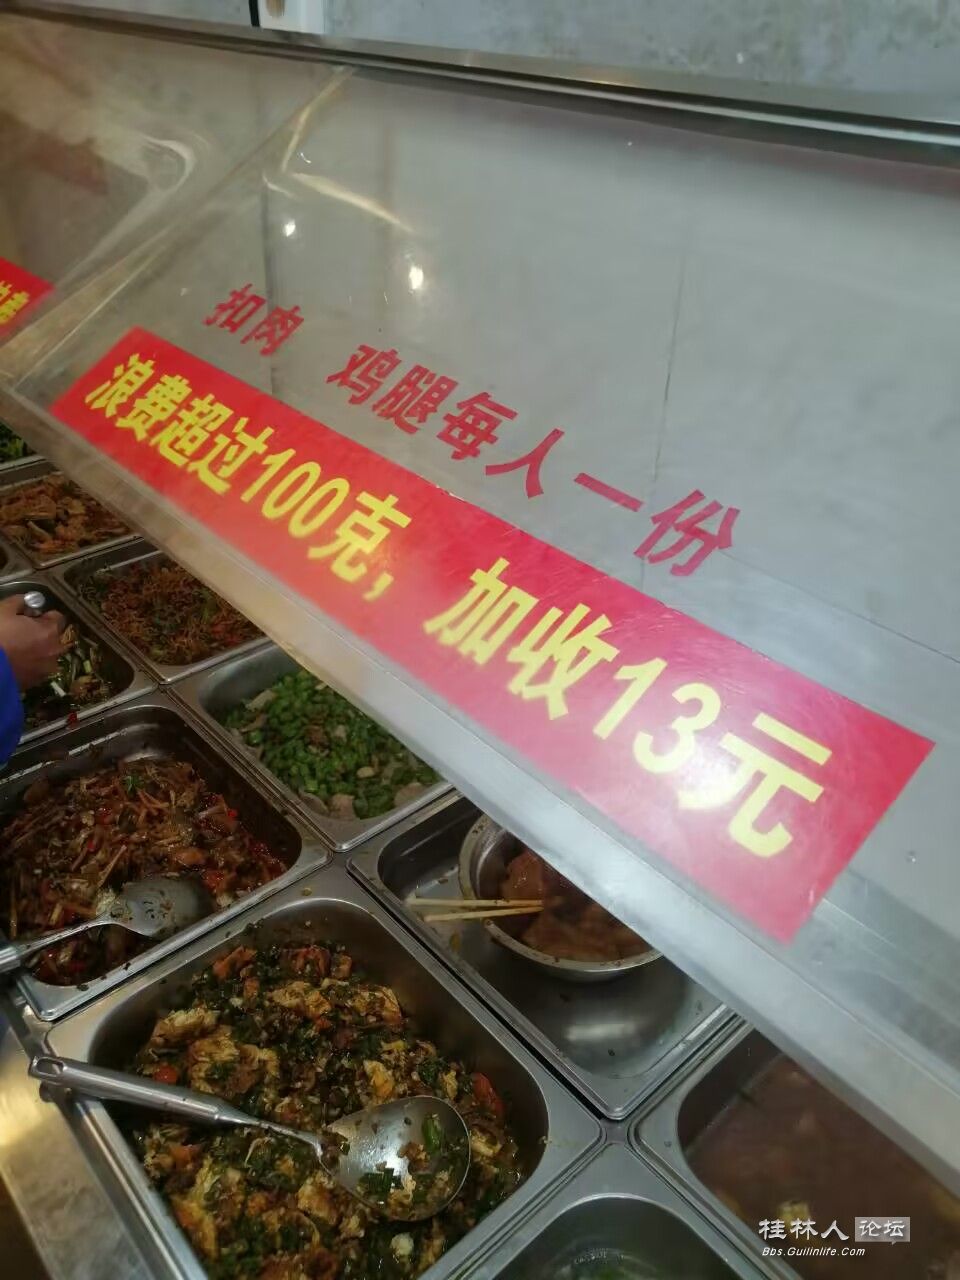 扣肉 鸡腿每人一份
浪费超过100克，加收13元
桂林人论坛
Bbs.Guilinlife.Com